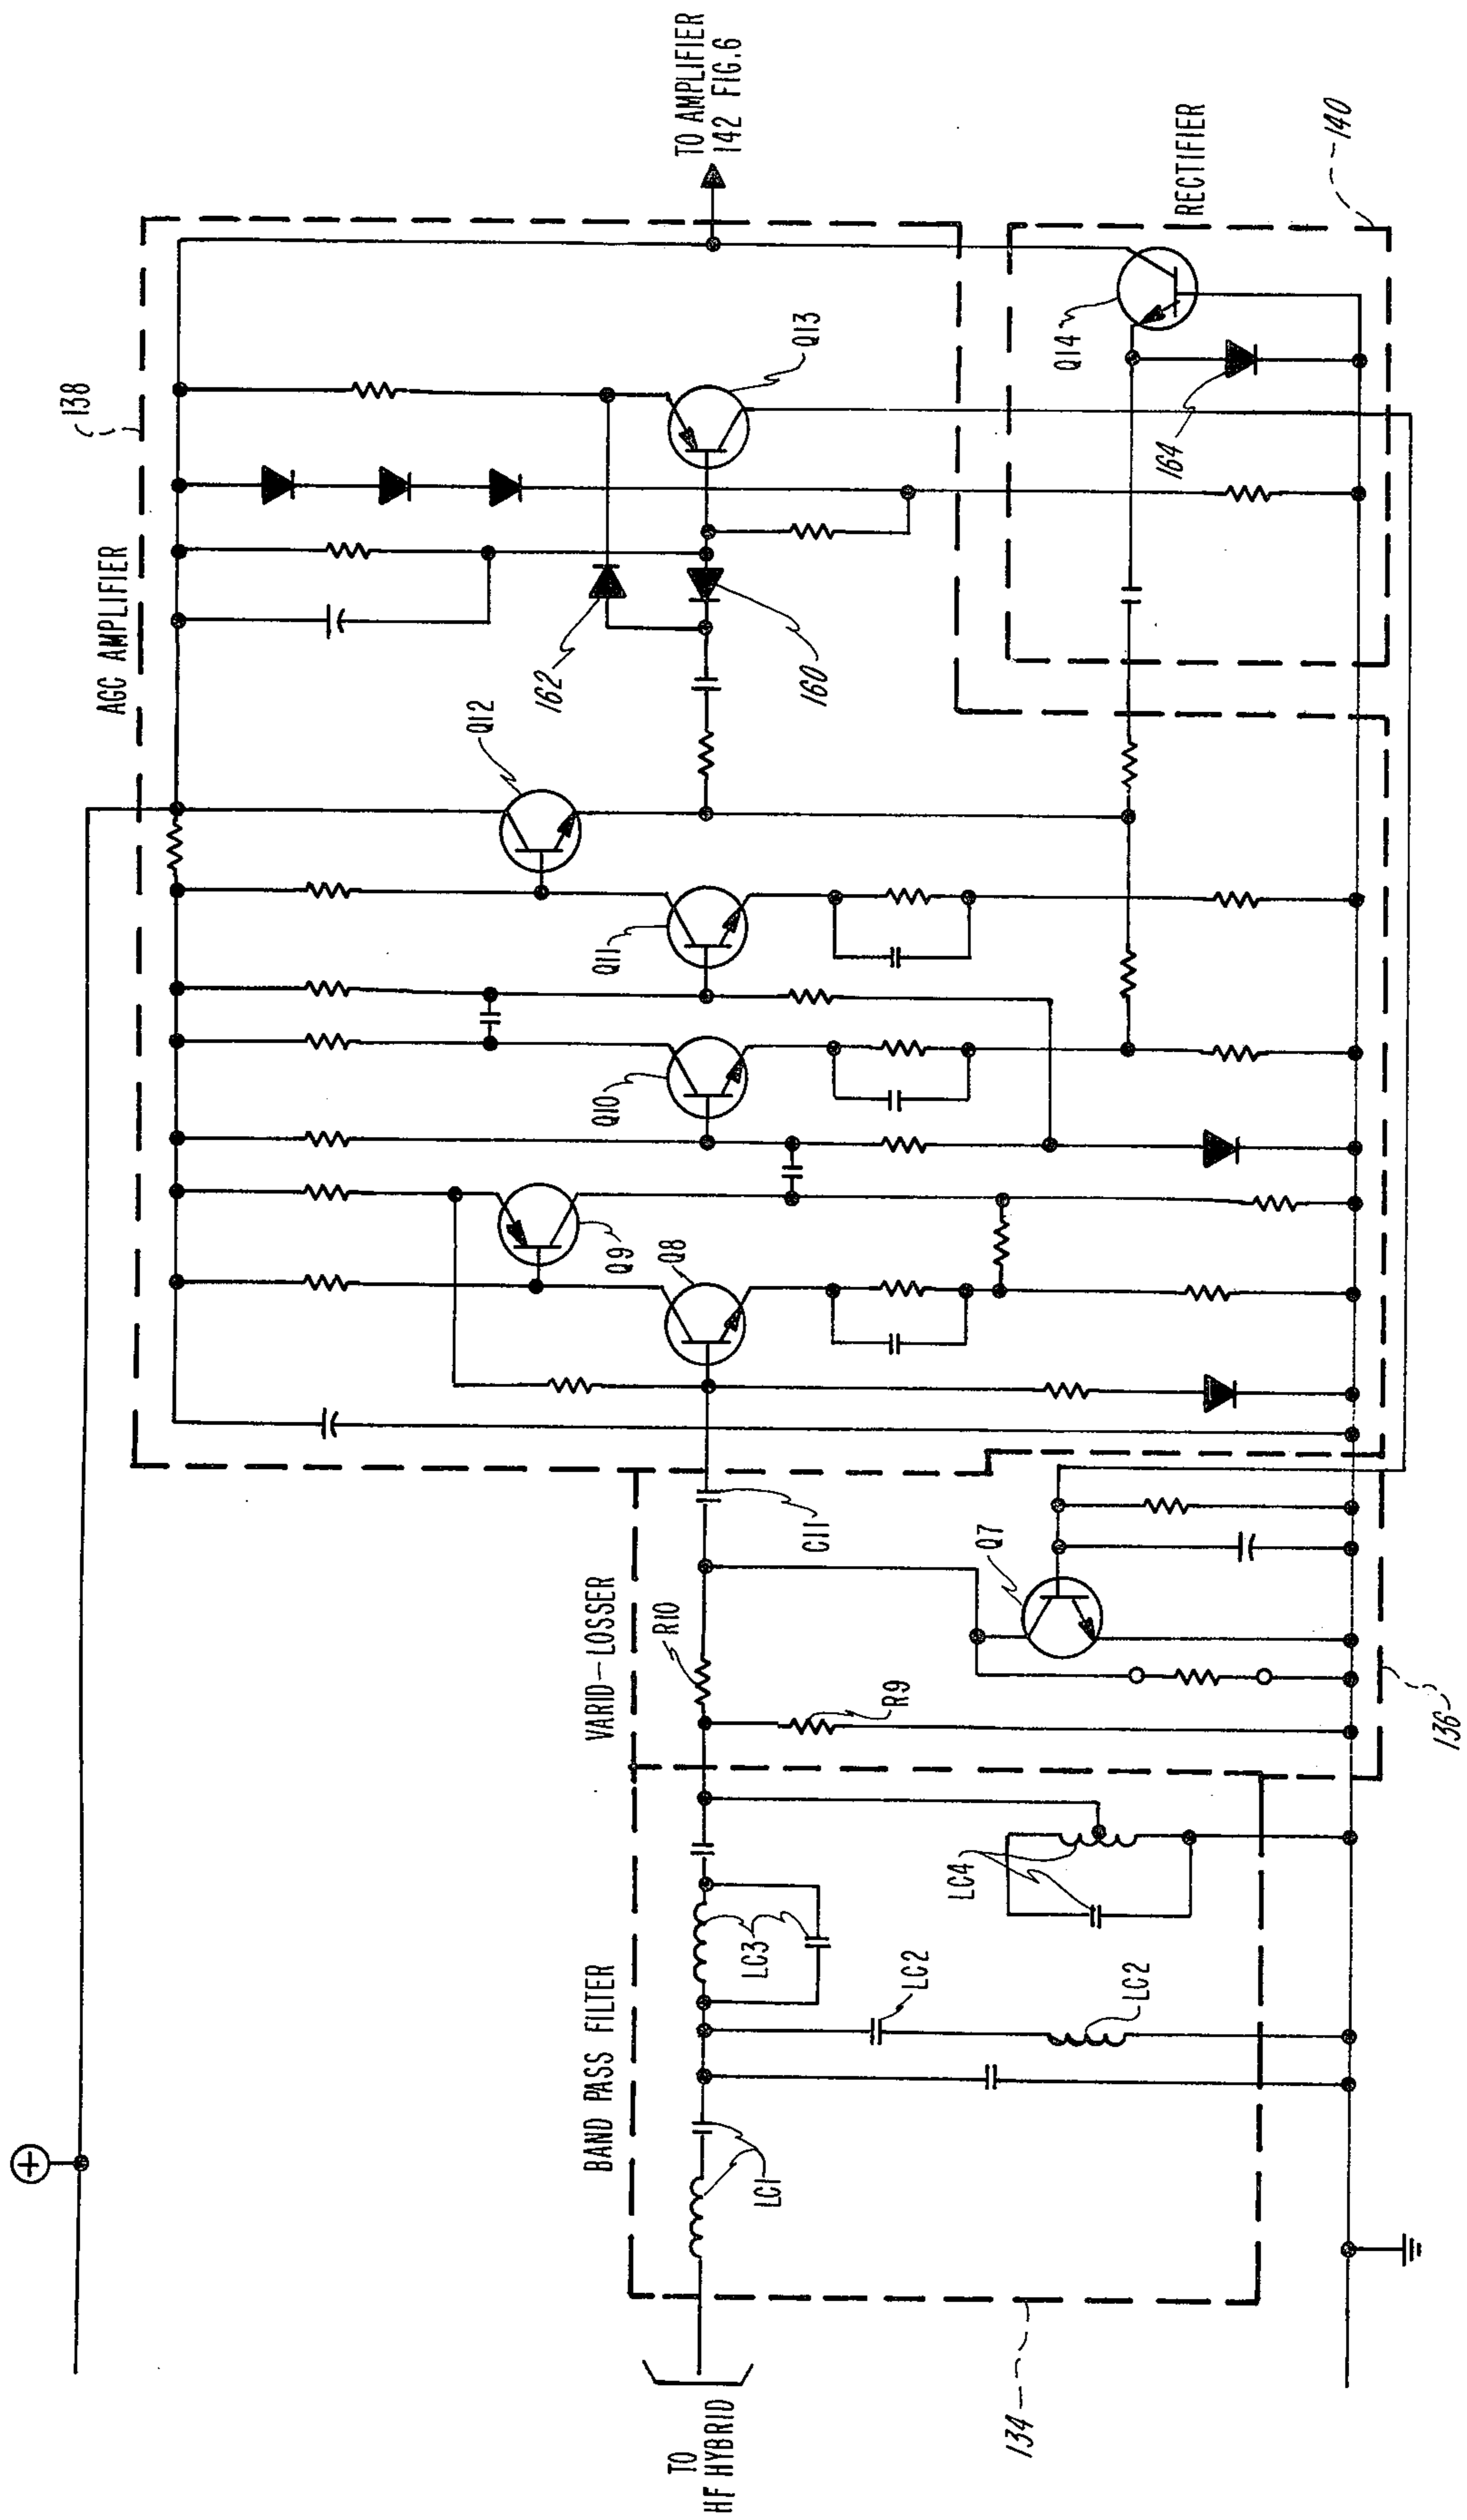 TO
HF HYBRID
134
BAND PASS FILTER
LC1
LC2
LC2
LC3
LC4
VARIO-LOSSER
R10
R9
C11
Q7
136
AGC AMPLIFIER
138
Q8
Q9
Q10
Q11
Q12
162
160
Q13
Q14
164
RECTIFIER
140
TO AMPLIFIER
142 FIG.6